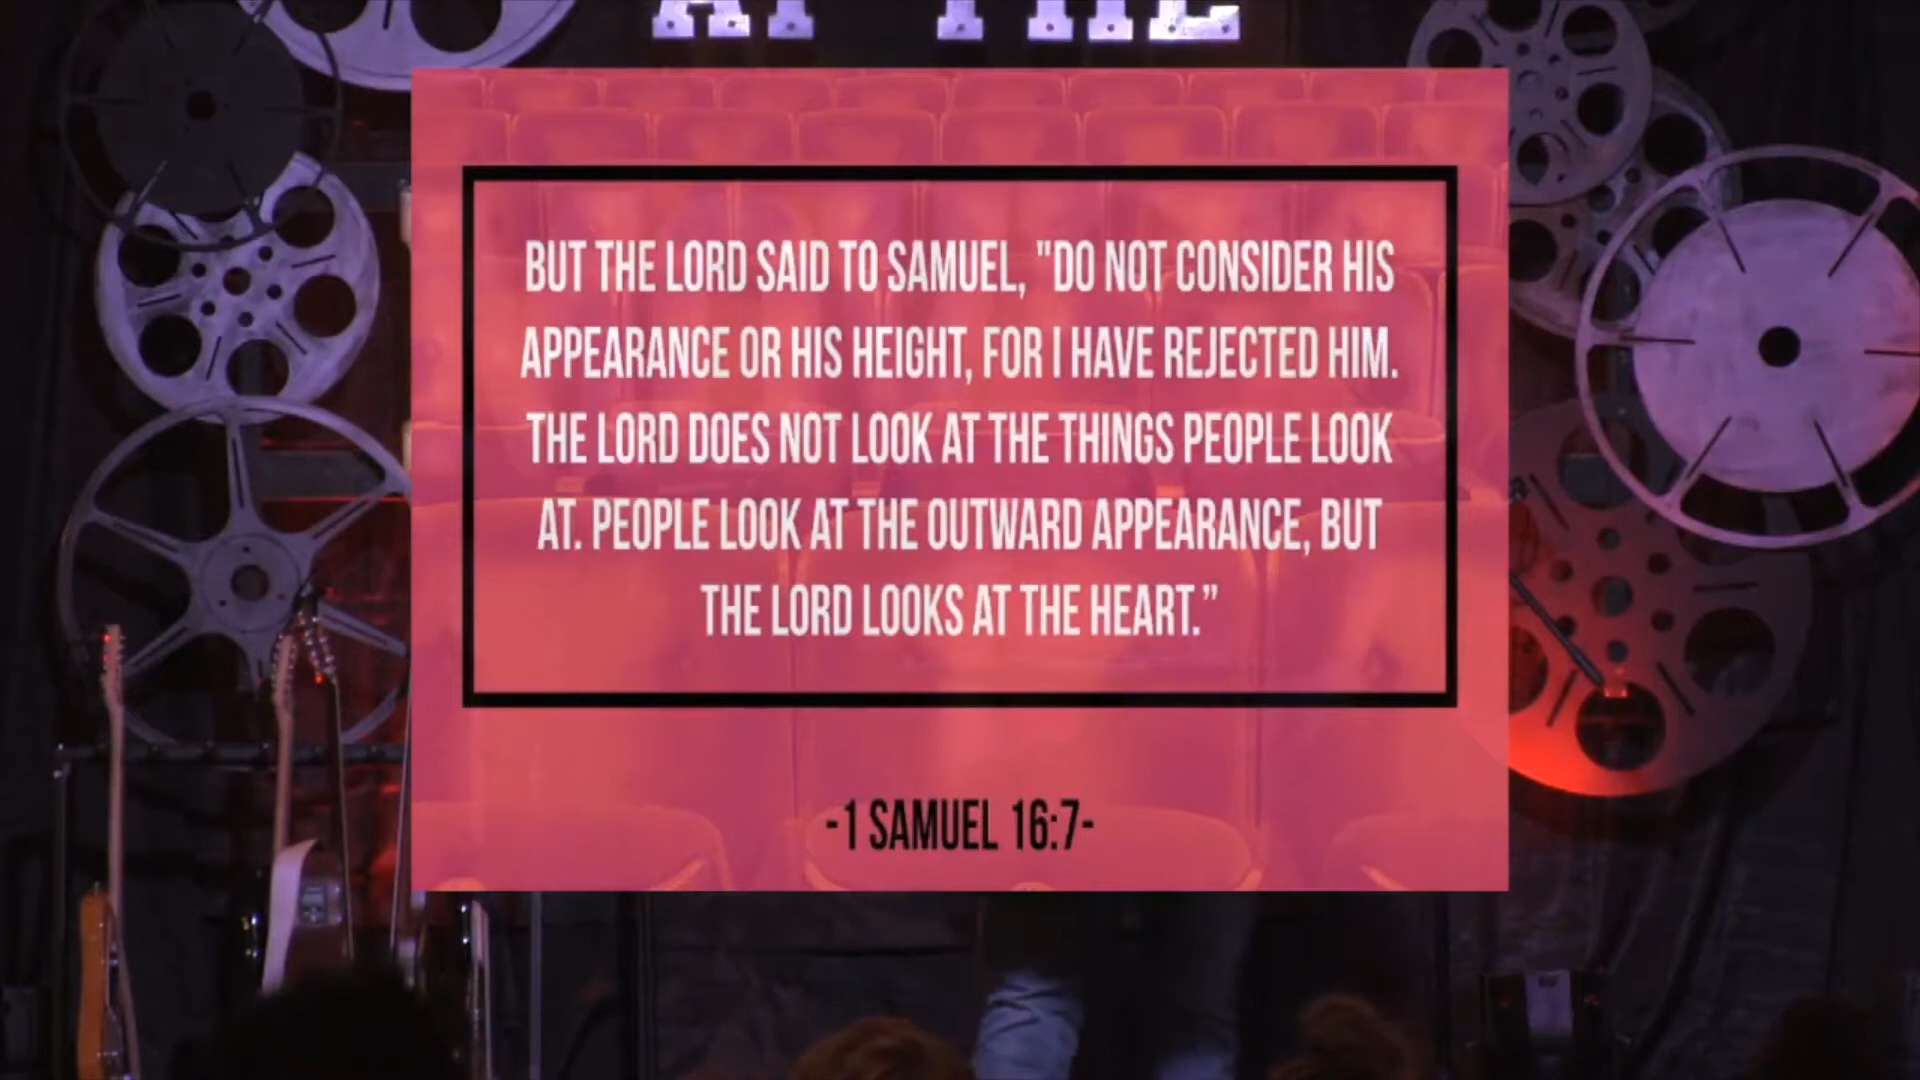 AT THE
BUT THE LORD SAID TO SAMUEL, "DO NOT CONSIDER HIS
APPEARANCE OR HIS HEIGHT, FOR I HAVE REJECTED HIM.
THE LORD DOES NOT LOOK AT THE THINGS PEOPLE LOOK
AT. PEOPLE LOOK AT THE OUTWARD APPEARANCE, BUT
THE LORD LOOKS AT THE HEART.”
-1 SAMUEL 16:7-